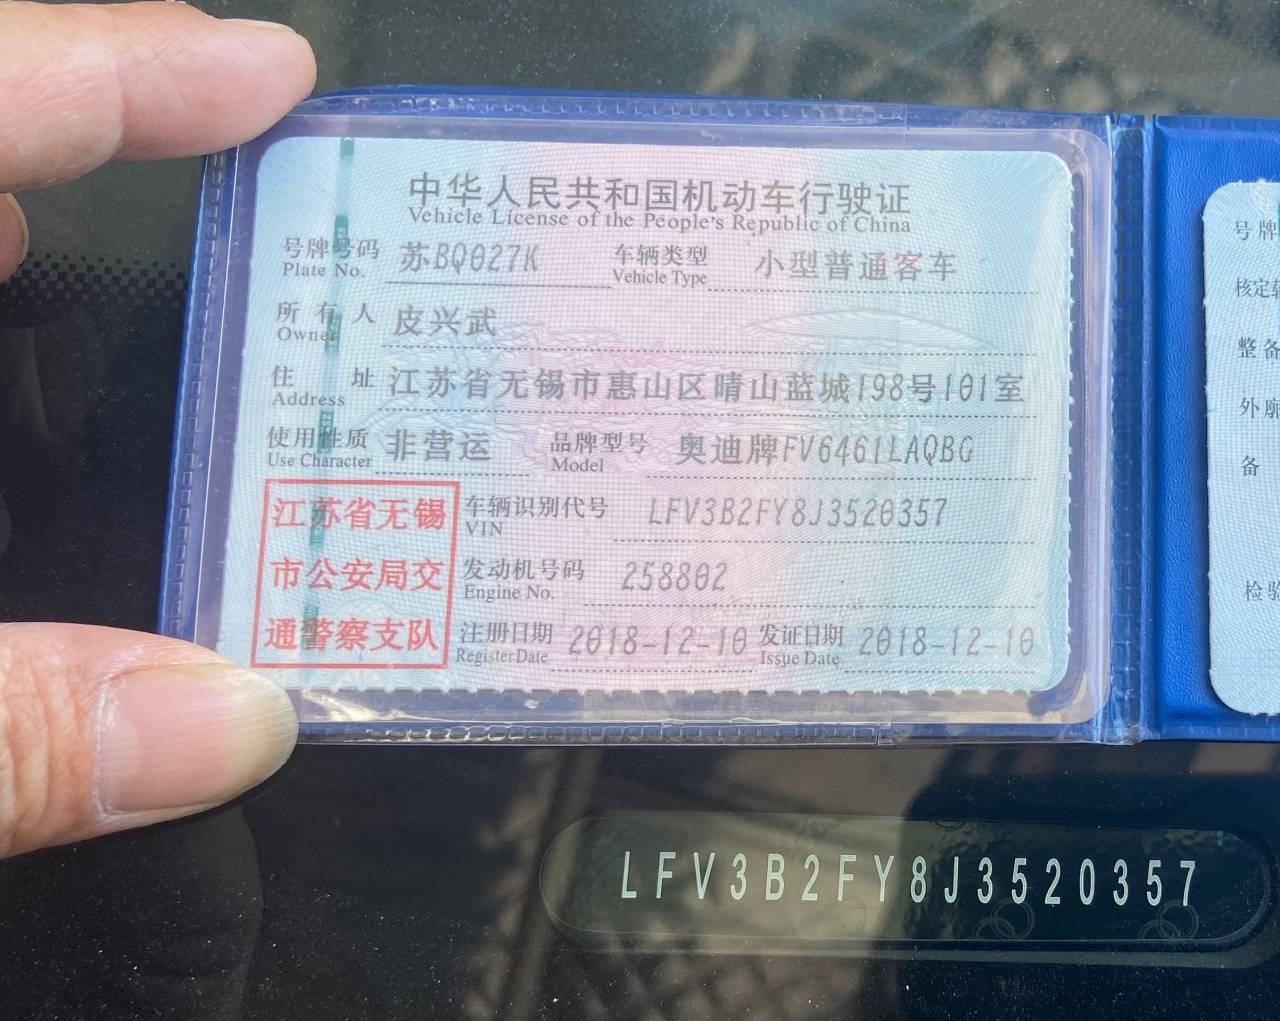 中华人民共和国机动车行驶证
Vehicle License of the People's Republic of China
号牌号码 苏BQ027K 车辆类型 小型普通客车
Plate No. Vehicle Type
所有人 皮兴武
Owner
住址 江苏省无锡市惠山区晴山蓝城198号101室
Address
使用性质 非营运 品牌型号 奥迪牌FV6461LAQBG
Use Character Model
江苏省无锡
市公安局交
通警察支队
车辆识别代号 LFV3B2FY8J3520357
VIN
发动机号码 258802
Engine No.
注册日期 2018-12-10 发证日期 2018-12-10
Register Date Issue Date
号牌
核定
整备
外廓
备
检验
LFV3B2FY8J3520357